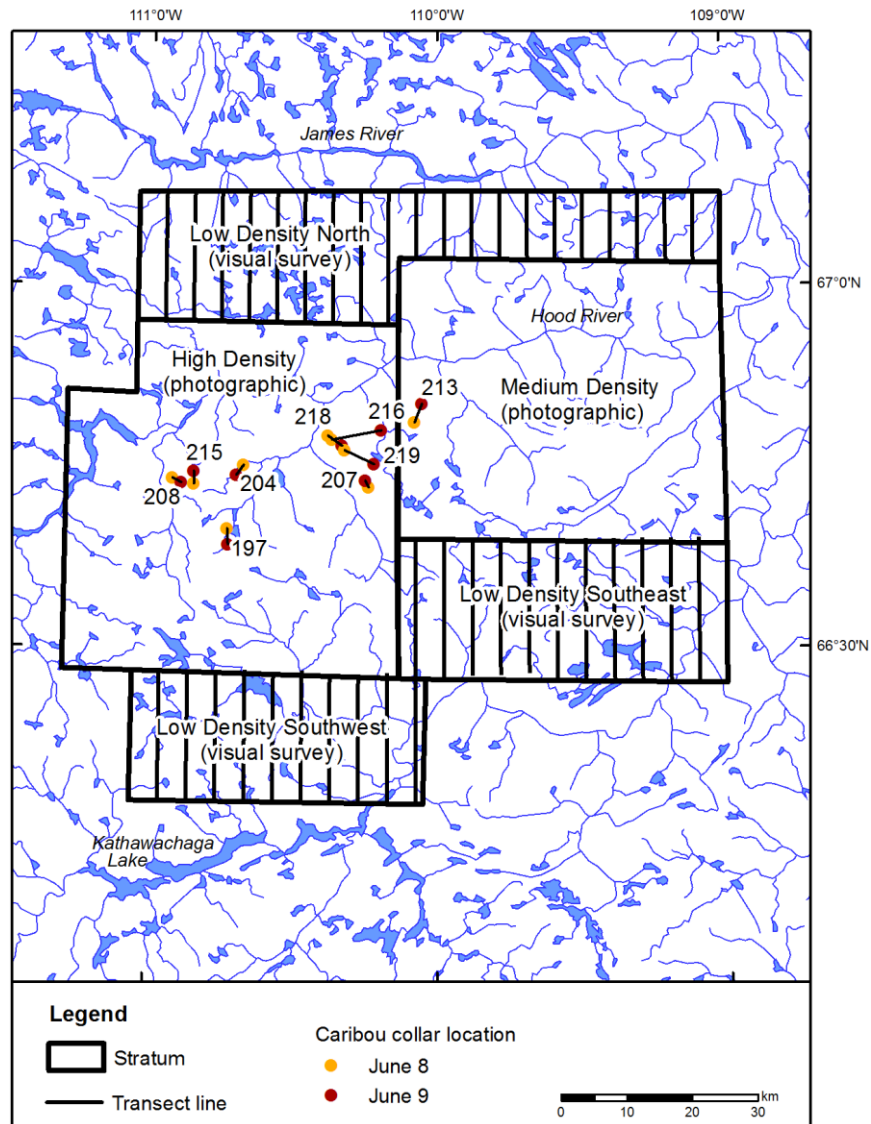 111°0'W 110°0'W 109°0'W
James River
Low Density North
(visual survey)
67°0'N
Hood River
High Density
(photographic)
Medium Density
(photographic)
213
218
216
215
219
204
207
208
197
Low Density Southeast
(visual survey)
66°30'N
Low Density Southwest
(visual survey)
Kathawachaga
Lake
Legend
Stratum
Transect line
Caribou collar location
June 8
June 9
km
0 10 20 30